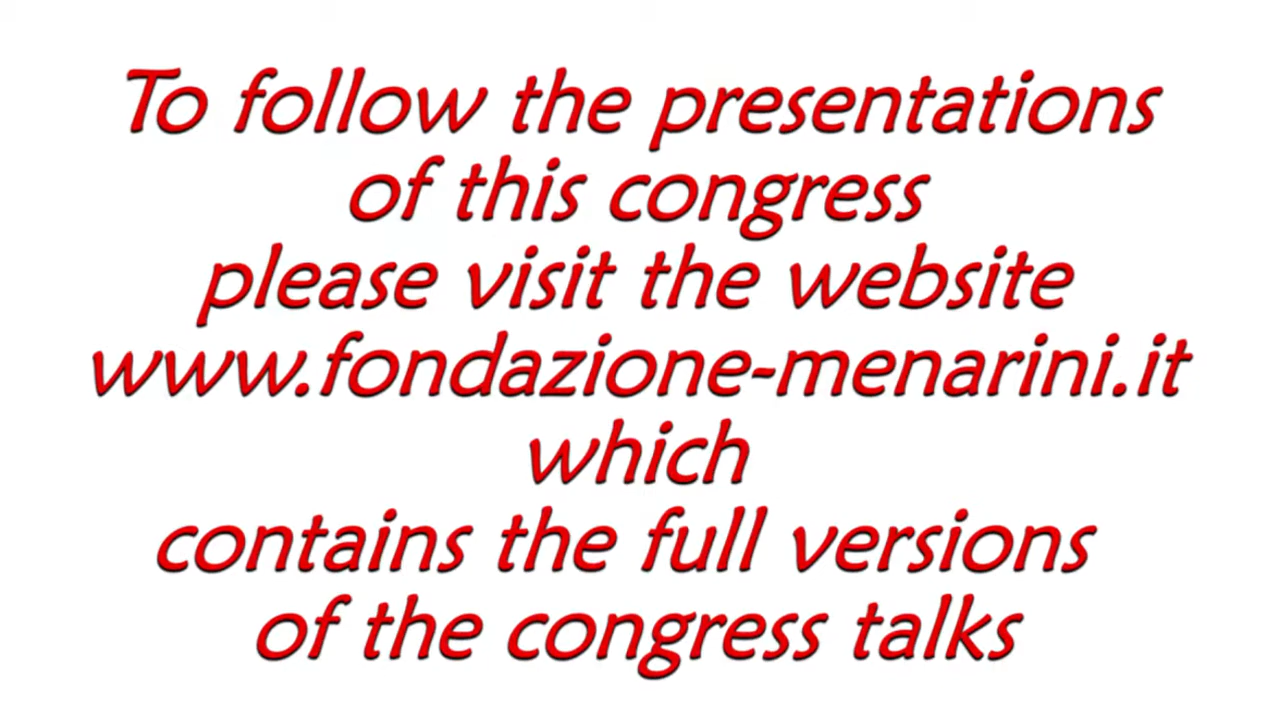 To follow the presentations
of this congress
please visit the website
www.fondazione-menarini.it
which
contains the full versions
of the congress talks